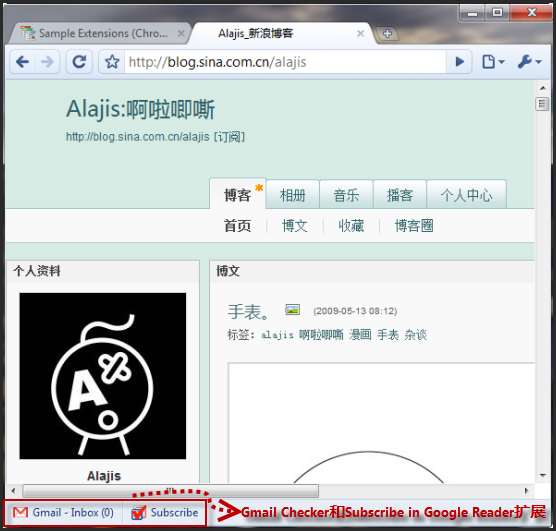 Sample Extensions (Chro...
Alajis_新浪博客
http://blog.sina.com.cn/alajis
Alajis:啊啦唧嘶
http://blog.sina.com.cn/alajis [订阅]
博客 相册 音乐 播客 个人中心
首页 博文 收藏 博客圈
个人资料
博文
手表。 (2009-05-13 08:12)
标签: alajis 啊啦唧嘶 漫画 手表 杂谈
A
Alajis
Gmail - Inbox (0) Subscribe
Gmail Checker和Subscribe in Google Reader扩展